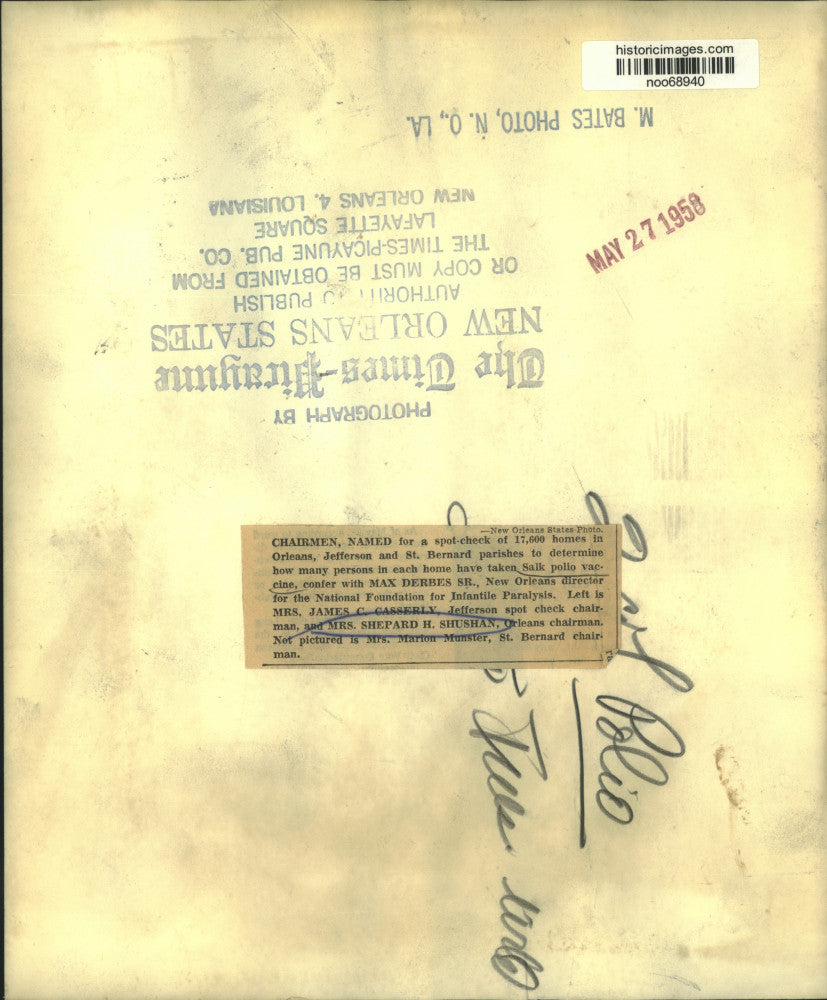 historicimages.com
noo68940
M. BATES PHOTO, N. O., LA.
MAY 27 1958
PHOTOGRAPH BY
The Times-Picayune
NEW ORLEANS STATES
AUTHORITY TO PUBLISH
OR COPY MUST BE OBTAINED FROM
THE TIMES-PICAYUNE PUB. CO.
LAFAYETTE SQUARE
NEW ORLEANS 4, LOUISIANA
—New Orleans States Photo.
CHAIRMEN, NAMED for a spot-check of 17,600 homes in
Orleans, Jefferson and St. Bernard parishes to determine
how many persons in each home have taken Salk polio vac-
cine, confer with MAX DERBES SR., New Orleans director
for the National Foundation for Infantile Paralysis. Left is
MRS. JAMES C. CASSERLY, Jefferson spot check chair-
man, and MRS. SHEPARD H. SHUSHAN, Orleans chairman.
Not pictured is Mrs. Marion Munster, St. Bernard chair-
man.
Polio